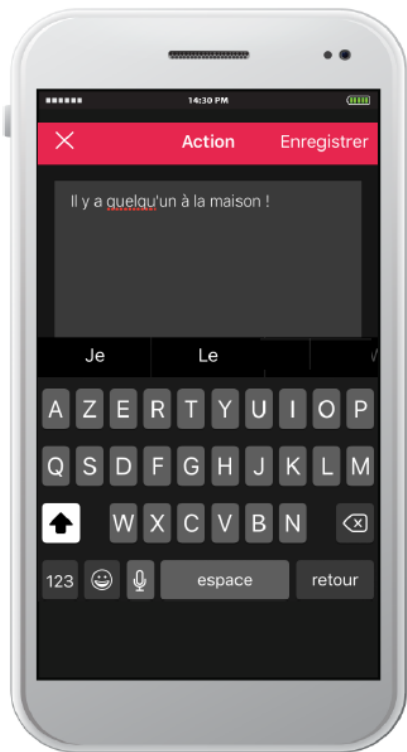 14:30 PM
Action Enregistrer
Il y a quelqu'un à la maison !
Je Le
A Z E R T Y U I O P
Q S D F G H J K L M
W X C V B N
123 espace retour